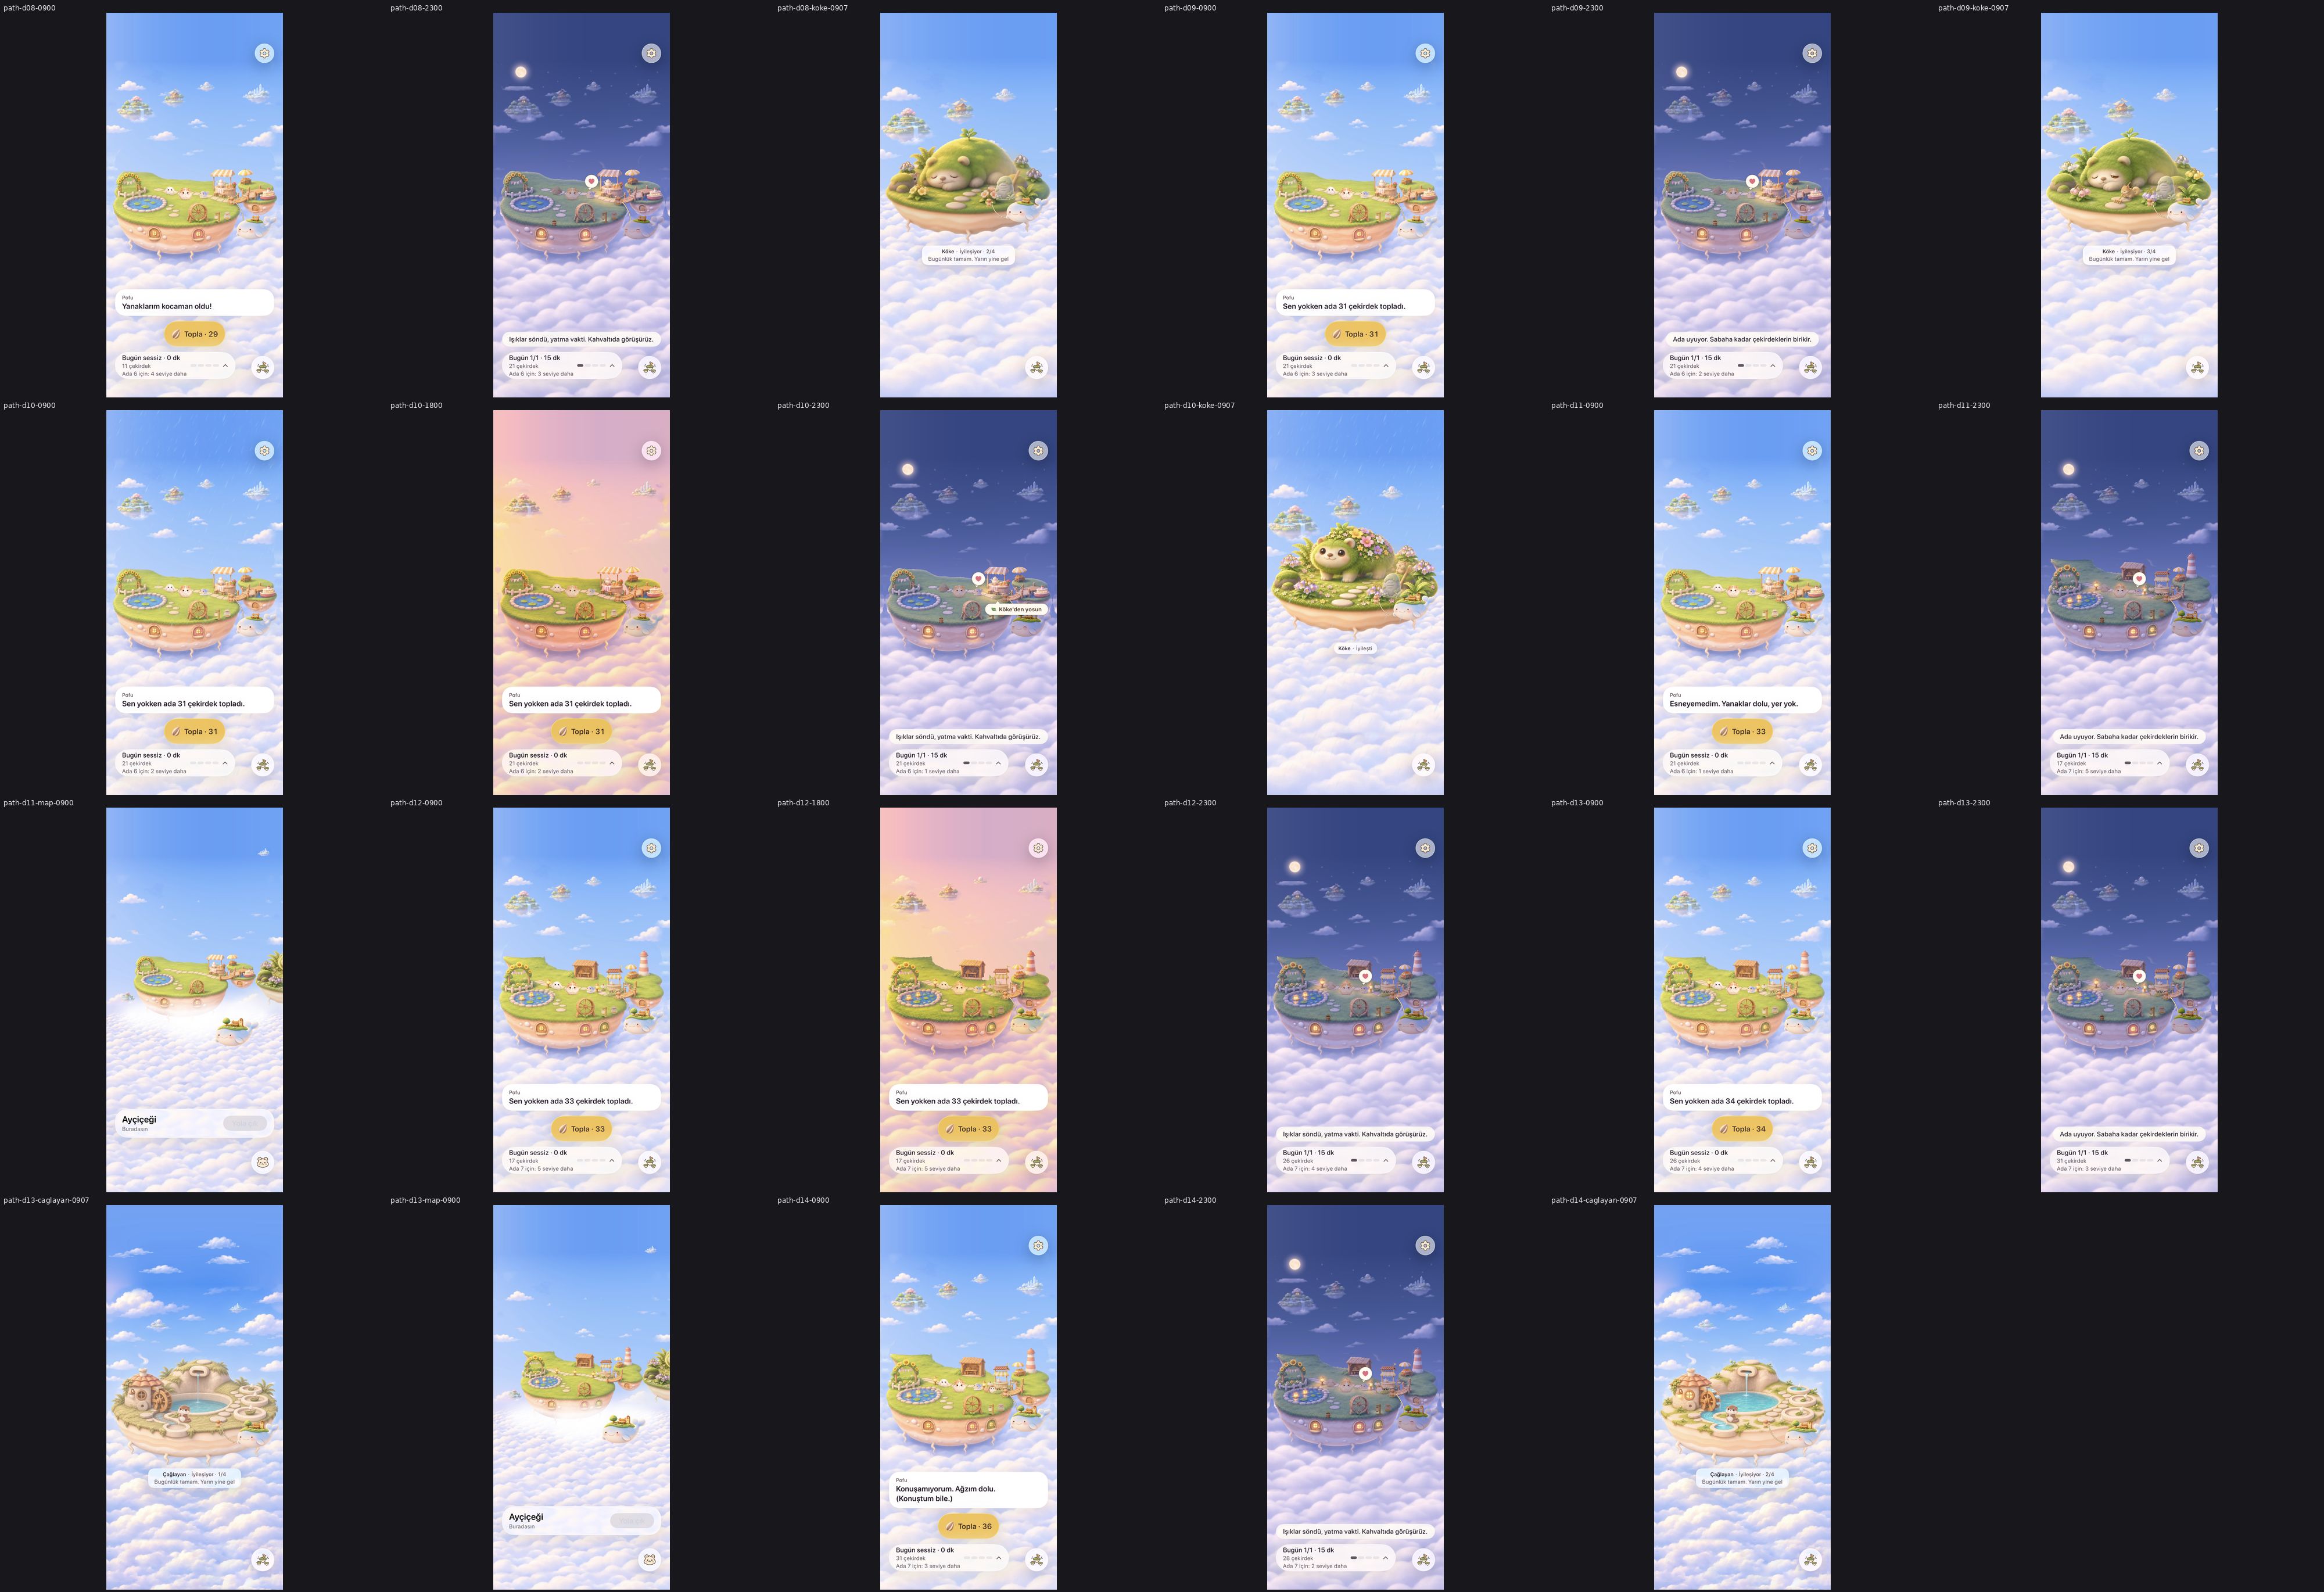 path-d08-0900
Pofu
Yanaklarım kocaman oldu!
Topla · 29
Bugün sessiz · 0 dk
11 çekirdek
Ada 6 için: 4 seviye daha
path-d08-2300
Işıklar söndü, yatma vakti. Kahvaltıda görüşürüz.
Bugün 1/1 · 15 dk
21 çekirdek
Ada 6 için: 3 seviye daha
path-d08-koke-0907
Köke · İyileşiyor · 2/4
Bugünlük tamam. Yarın yine gel
path-d09-0900
Pofu
Sen yokken ada 31 çekirdek topladı.
Topla · 31
Bugün sessiz · 0 dk
21 çekirdek
Ada 6 için: 3 seviye daha
path-d09-2300
Ada uyuyor. Sabaha kadar çekirdeklerin birikir.
Bugün 1/1 · 15 dk
21 çekirdek
Ada 6 için: 2 seviye daha
path-d09-koke-0907
Köke · İyileşiyor · 3/4
Bugünlük tamam. Yarın yine gel
path-d10-0900
Pofu
Sen yokken ada 31 çekirdek topladı.
Topla · 31
Bugün sessiz · 0 dk
21 çekirdek
Ada 6 için: 2 seviye daha
path-d10-1800
Pofu
Sen yokken ada 31 çekirdek topladı.
Topla · 31
Bugün sessiz · 0 dk
21 çekirdek
Ada 6 için: 2 seviye daha
path-d10-2300
Köke'den yosun
Işıklar söndü, yatma vakti. Kahvaltıda görüşürüz.
Bugün 1/1 · 15 dk
21 çekirdek
Ada 6 için: 1 seviye daha
path-d10-koke-0907
Köke · İyileşti
path-d11-0900
Pofu
Esneyemedim. Yanaklar dolu, yer yok.
Topla · 33
Bugün sessiz · 0 dk
21 çekirdek
Ada 6 için: 1 seviye daha
path-d11-2300
Ada uyuyor. Sabaha kadar çekirdeklerin birikir.
Bugün 1/1 · 15 dk
17 çekirdek
Ada 7 için: 5 seviye daha
path-d11-map-0900
Ayçiçeği
Buradasın
path-d12-0900
Pofu
Sen yokken ada 33 çekirdek topladı.
Topla · 33
Bugün sessiz · 0 dk
17 çekirdek
Ada 7 için: 5 seviye daha
path-d12-1800
Pofu
Sen yokken ada 33 çekirdek topladı.
Topla · 33
Bugün sessiz · 0 dk
17 çekirdek
Ada 7 için: 5 seviye daha
path-d12-2300
Işıklar söndü, yatma vakti. Kahvaltıda görüşürüz.
Bugün 1/1 · 15 dk
26 çekirdek
Ada 7 için: 4 seviye daha
path-d13-0900
Pofu
Sen yokken ada 34 çekirdek topladı.
Topla · 34
Bugün sessiz · 0 dk
26 çekirdek
Ada 7 için: 4 seviye daha
path-d13-2300
Ada uyuyor. Sabaha kadar çekirdeklerin birikir.
Bugün 1/1 · 15 dk
31 çekirdek
Ada 7 için: 3 seviye daha
path-d13-caglayan-0907
Çağlayan · İyileşiyor · 1/4
Bugünlük tamam. Yarın yine gel
path-d13-map-0900
Ayçiçeği
Buradasın
path-d14-0900
Pofu
Konuşamıyorum. Ağzım dolu.
(Konuştum bile.)
Topla · 36
Bugün sessiz · 0 dk
31 çekirdek
Ada 7 için: 3 seviye daha
path-d14-2300
Işıklar söndü, yatma vakti. Kahvaltıda görüşürüz.
Bugün 1/1 · 15 dk
28 çekirdek
Ada 7 için: 2 seviye daha
path-d14-caglayan-0907
Çağlayan · İyileşiyor · 2/4
Bugünlük tamam. Yarın yine gel